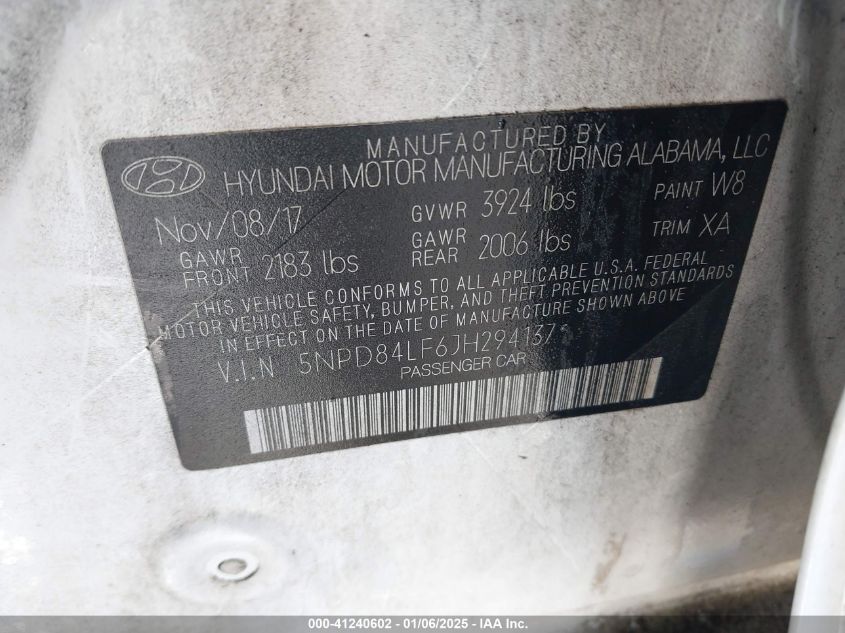 MANUFACTURED BY
HYUNDAI MOTOR MANUFACTURING ALABAMA, LLC
Nov/08/17 GVWR 3924 lbs PAINT W8
GAWR FRONT 2183 lbs GAWR REAR 2006 lbs TRIM XA
THIS VEHICLE CONFORMS TO ALL APPLICABLE U.S.A. FEDERAL
MOTOR VEHICLE SAFETY, BUMPER, AND THEFT PREVENTION STANDARDS
IN EFFECT ON THE DATE OF MANUFACTURE SHOWN ABOVE
V.I.N 5NPD84LF6JH294137
PASSENGER CAR
000-41240602 - 01/06/2025 - IAA Inc.